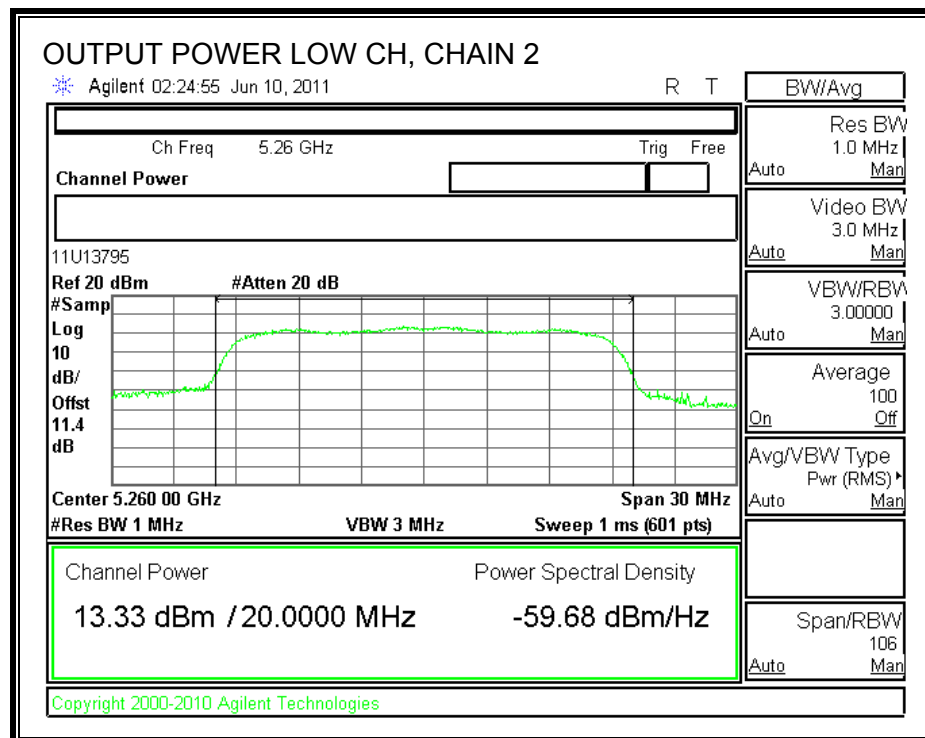 OUTPUT POWER LOW CH, CHAIN 2
Agilent 02:24:55 Jun 10, 2011 R T
Ch Freq 5.26 GHz Trig Free
Channel Power
11U13795
Ref 20 dBm #Atten 20 dB
#Samp
Log
10
dB/
Offst
11.4
dB
Center 5.260 00 GHz Span 30 MHz
#Res BW 1 MHz VBW 3 MHz Sweep 1 ms (601 pts)
Channel Power Power Spectral Density
13.33 dBm / 20.0000 MHz -59.68 dBm/Hz
Copyright 2000-2010 Agilent Technologies
BW/Avg
Res BW
1.0 MHz
Auto Man
Video BW
3.0 MHz
Auto Man
VBW/RBW
3.00000
Auto Man
Average
100
On Off
Avg/VBW Type
Pwr (RMS)
Auto Man
Span/RBW
106
Auto Man